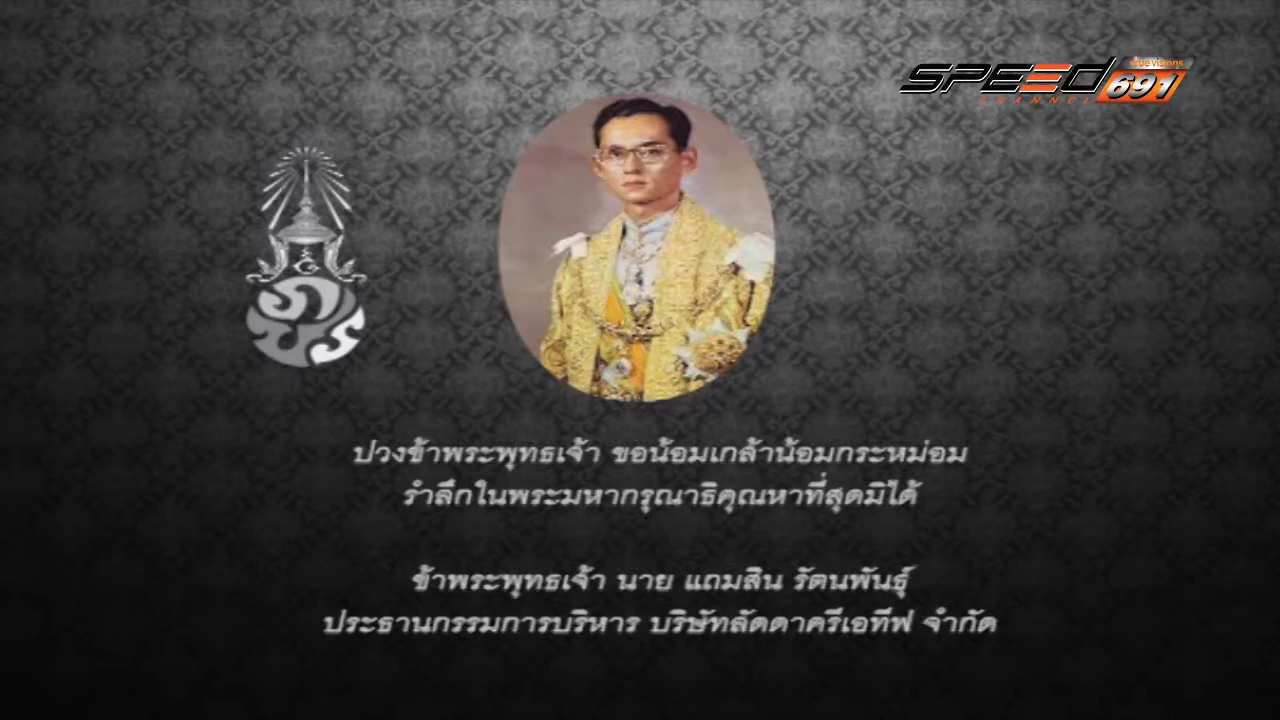 true visions
SPEED 691
CHANNEL
ภปร
ปวงข้าพระพุทธเจ้า ขอน้อมเกล้าน้อมกระหม่อม
รำลึกในพระมหากรุณาธิคุณหาที่สุดมิได้
ข้าพระพุทธเจ้า นาย แถมสิน รัตนพันธุ์
ประธานกรรมการบริหาร บริษัทลัดดาครีเอทีฟ จำกัด